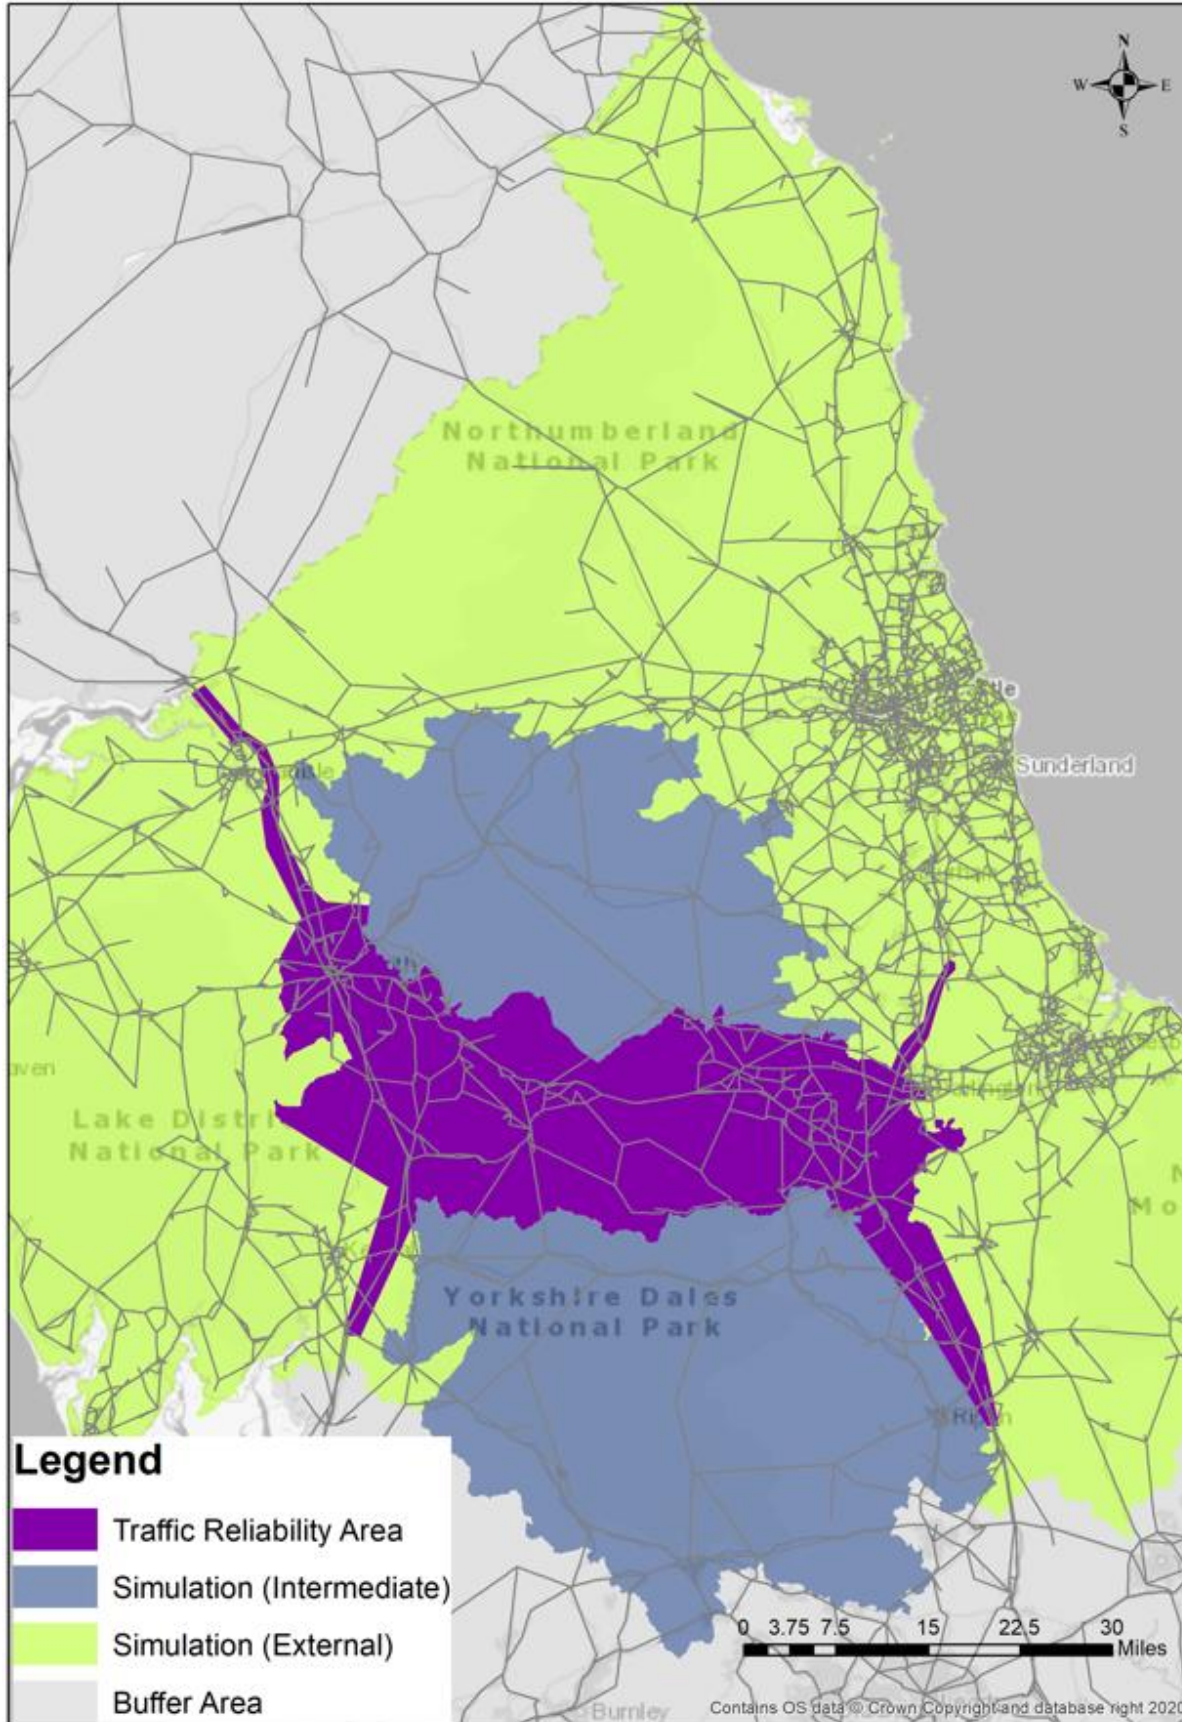 N
W E
S
Northumberland
National Park
Sunderland
Lake District
National Park
Yorkshire Dales
National Park
Ripon
Legend
Traffic Reliability Area
Simulation (Intermediate)
Simulation (External)
Buffer Area
0 3.75 7.5 15 22.5 30
Miles
Burnley
Contains OS data © Crown Copyright and database right 2020